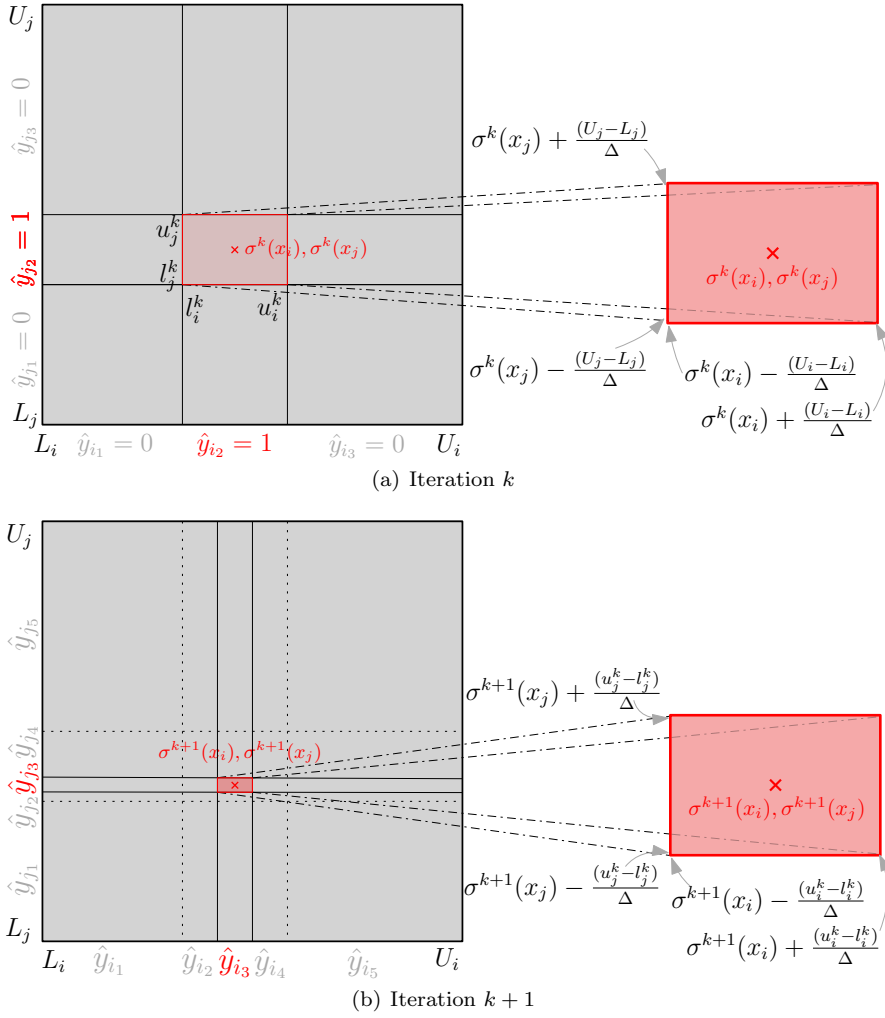 U_j
ŷ_{j_3} = 0
σ^k(x_j) + (U_j−L_j)/Δ
u_j^k
ŷ_{j_2} = 1
× σ^k(x_i), σ^k(x_j)
×
σ^k(x_i), σ^k(x_j)
l_j^k
l_i^k
u_i^k
ŷ_{j_1} = 0
σ^k(x_j) − (U_j−L_j)/Δ
σ^k(x_i) − (U_i−L_i)/Δ
σ^k(x_i) + (U_i−L_i)/Δ
L_j
L_i ŷ_{i_1} = 0 ŷ_{i_2} = 1 ŷ_{i_3} = 0 U_i
(a) Iteration k
U_j
ŷ_{j_5}
σ^{k+1}(x_j) + (u_j^k−l_j^k)/Δ
ŷ_{j_4}
σ^{k+1}(x_i), σ^{k+1}(x_j)
ŷ_{j_3}
×
×
σ^{k+1}(x_i), σ^{k+1}(x_j)
ŷ_{j_2}
ŷ_{j_1}
σ^{k+1}(x_j) − (u_j^k−l_j^k)/Δ
σ^{k+1}(x_i) − (u_i^k−l_i^k)/Δ
σ^{k+1}(x_i) + (u_i^k−l_i^k)/Δ
L_j
L_i ŷ_{i_1} ŷ_{i_2} ŷ_{i_3} ŷ_{i_4} ŷ_{i_5} U_i
(b) Iteration k + 1